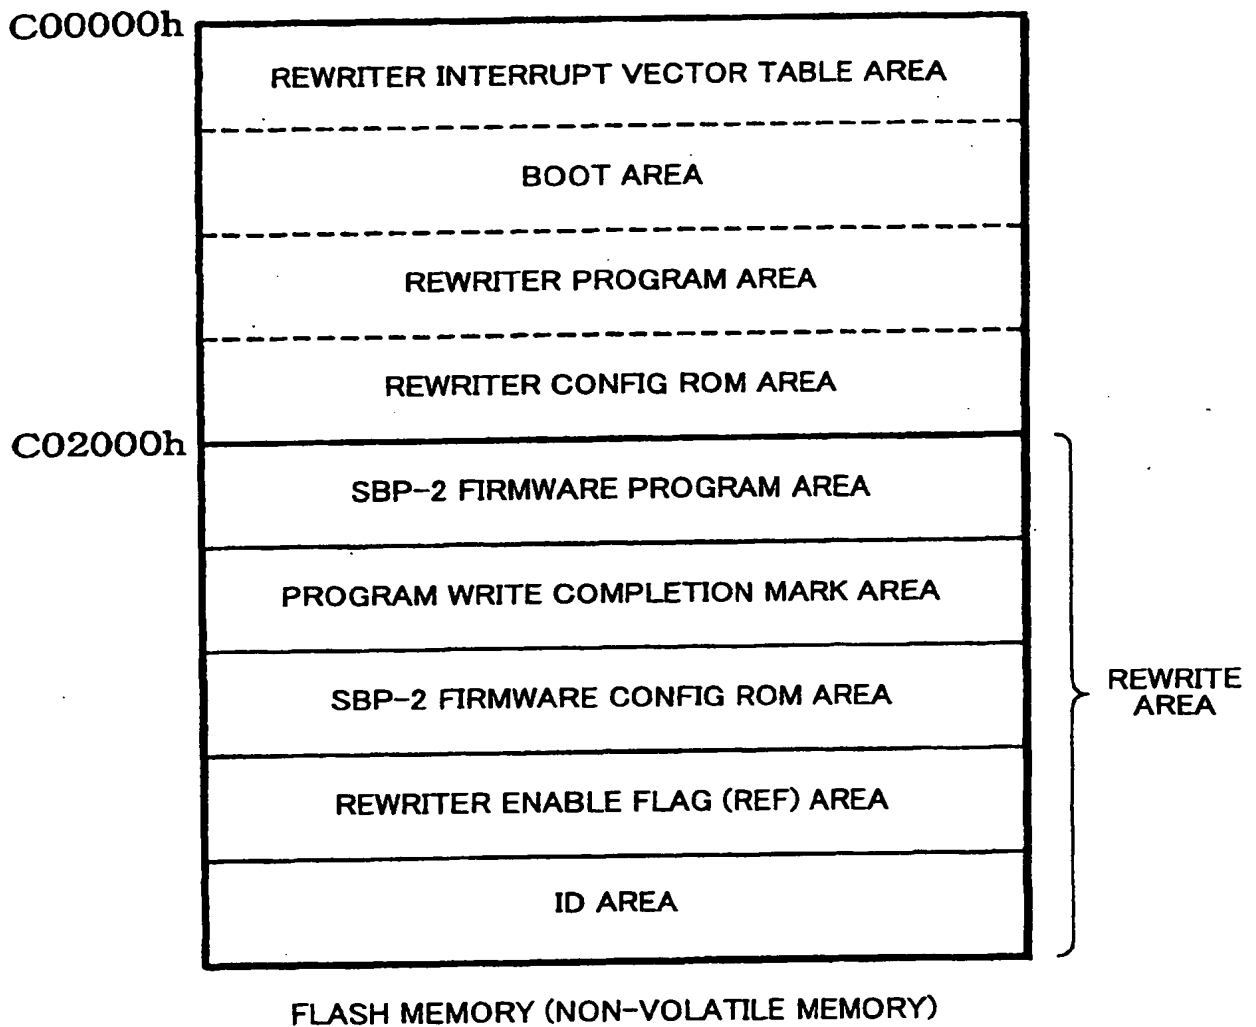 C00000h
REWRITER INTERRUPT VECTOR TABLE AREA
BOOT AREA
REWRITER PROGRAM AREA
REWRITER CONFIG ROM AREA
C02000h
SBP-2 FIRMWARE PROGRAM AREA
PROGRAM WRITE COMPLETION MARK AREA
SBP-2 FIRMWARE CONFIG ROM AREA
REWRITE
AREA
REWRITER ENABLE FLAG (REF) AREA
ID AREA
FLASH MEMORY (NON-VOLATILE MEMORY)